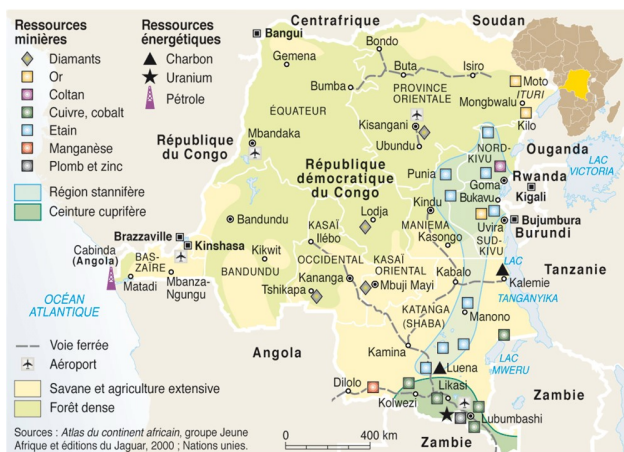 Ressources
minières
Diamants
Or
Coltan
Cuivre, cobalt
Etain
Manganèse
Plomb et zinc
Région stannifère
Ceinture cuprifère
Ressources
énergétiques
Charbon
Uranium
Pétrole
Centrafrique
Soudan
Bangui
Bondo
Gemena
Buta
Isiro
Bumba
Moto
ITURI
PROVINCE
ORIENTALE
Mongbwalu
Kilo
ÉQUATEUR
Kisangani
Mbandaka
Ubundu
République
du Congo
NORD-
KIVU
Ouganda
LAC
VICTORIA
République
démocratique
du Congo
Punia
Goma
Rwanda
Kigali
Bukavu
Kindu
Lodja
Bandundu
MANIEMA
Uvira
Bujumbura
Burundi
KASAÏ
Ilébo
Kasongo
SUD-
KIVU
Brazzaville
Kinshasa
Cabinda
(Angola)
BAS-
ZAÏRE
Kikwit
OCCIDENTAL
KASAÏ
ORIENTAL
LAC
TANGANYIKA
Tanzanie
BANDUNDU
Kananga
Kabalo
Kalemie
Matadi
Mbanza-
Ngungu
Tshikapa
Mbuji Mayi
OCÉAN
ATLANTIQUE
KATANGA
(SHABA)
Manono
Angola
Kamina
LAC
MWERU
Luena
Dilolo
Likasi
Zambie
Kolwezi
Lubumbashi
Zambie
Voie ferrée
Aéroport
Savane et agriculture extensive
Forêt dense
Sources : Atlas du continent africain, groupe Jeune
Afrique et éditions du Jaguar, 2000 ; Nations unies.
0 400 km